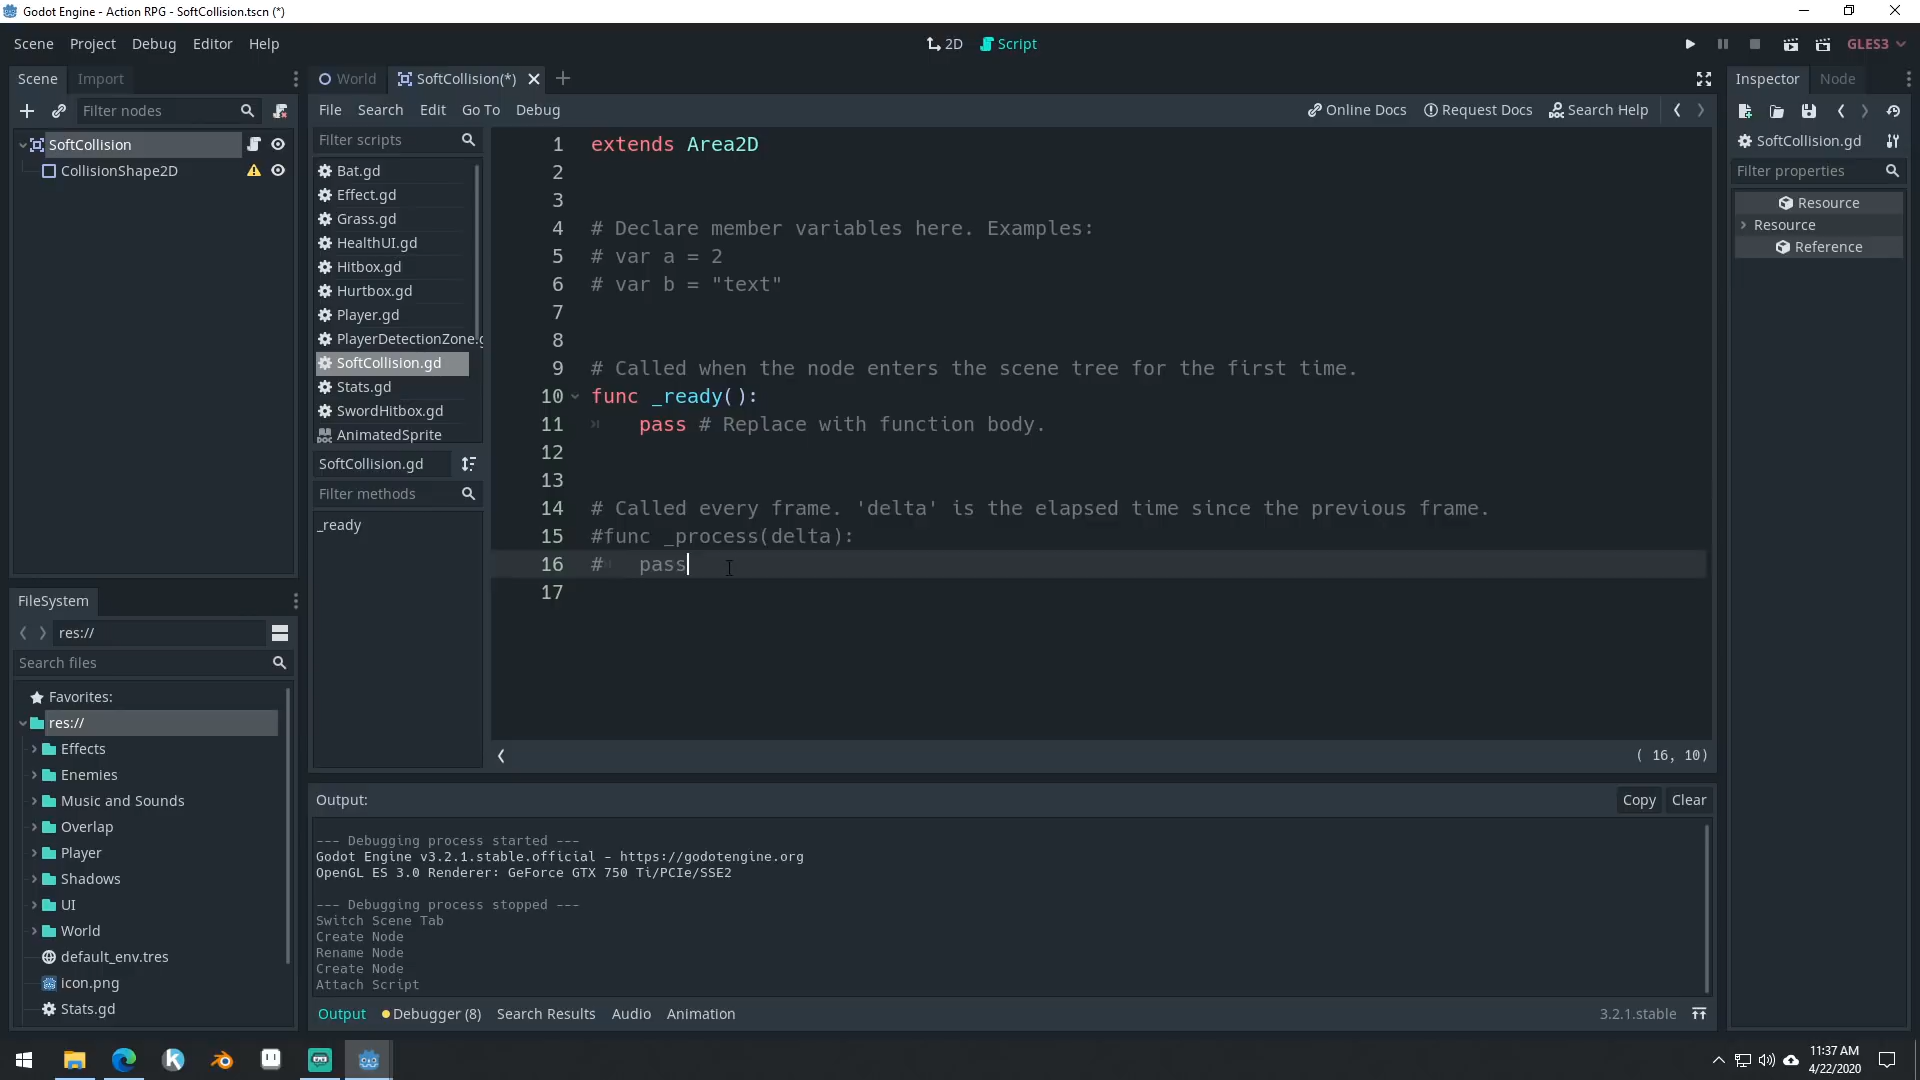 Godot Engine - Action RPG - SoftCollision.tscn (*)
Scene Project Debug Editor Help
2D Script
GLES3
Scene Import
Filter nodes
SoftCollision
CollisionShape2D
World SoftCollision(*)
File Search Edit Go To Debug
Online Docs Request Docs Search Help
Filter scripts
Bat.gd
Effect.gd
Grass.gd
HealthUI.gd
Hitbox.gd
Hurtbox.gd
Player.gd
PlayerDetectionZone.g
SoftCollision.gd
Stats.gd
SwordHitbox.gd
AnimatedSprite
SoftCollision.gd
Filter methods
_ready
1 extends Area2D
2
3
4 # Declare member variables here. Examples:
5 # var a = 2
6 # var b = "text"
7
8
9 # Called when the node enters the scene tree for the first time.
10 func _ready():
11 pass # Replace with function body.
12
13
14 # Called every frame. 'delta' is the elapsed time since the previous frame.
15 #func _process(delta):
16 # pass
17
( 16, 10)
Inspector Node
SoftCollision.gd
Filter properties
Resource
Resource
Reference
FileSystem
res://
Search files
Favorites:
res://
Effects
Enemies
Music and Sounds
Overlap
Player
Shadows
UI
World
default_env.tres
icon.png
Stats.gd
Output:
Copy Clear
--- Debugging process started ---
Godot Engine v3.2.1.stable.official - https://godotengine.org
OpenGL ES 3.0 Renderer: GeForce GTX 750 Ti/PCIe/SSE2
--- Debugging process stopped ---
Switch Scene Tab
Create Node
Rename Node
Create Node
Attach Script
Output Debugger (8) Search Results Audio Animation
3.2.1.stable
11:37 AM
4/22/2020